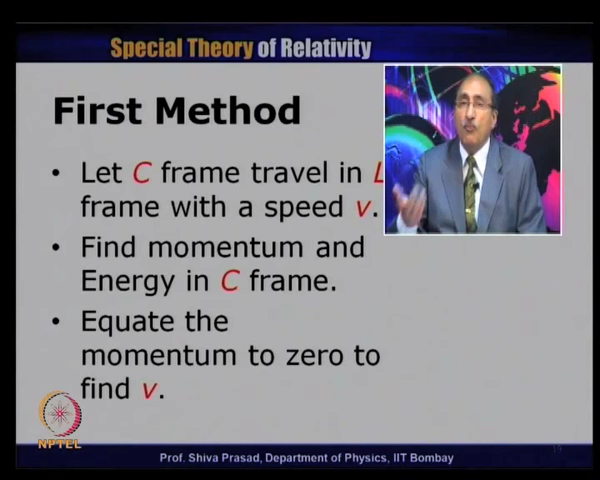 Special Theory of Relativity
First Method
• Let C frame travel in L
frame with a speed v.
• Find momentum and
Energy in C frame.
• Equate the
momentum to zero to
find v.
NPTEL
Prof. Shiva Prasad, Department of Physics, IIT Bombay